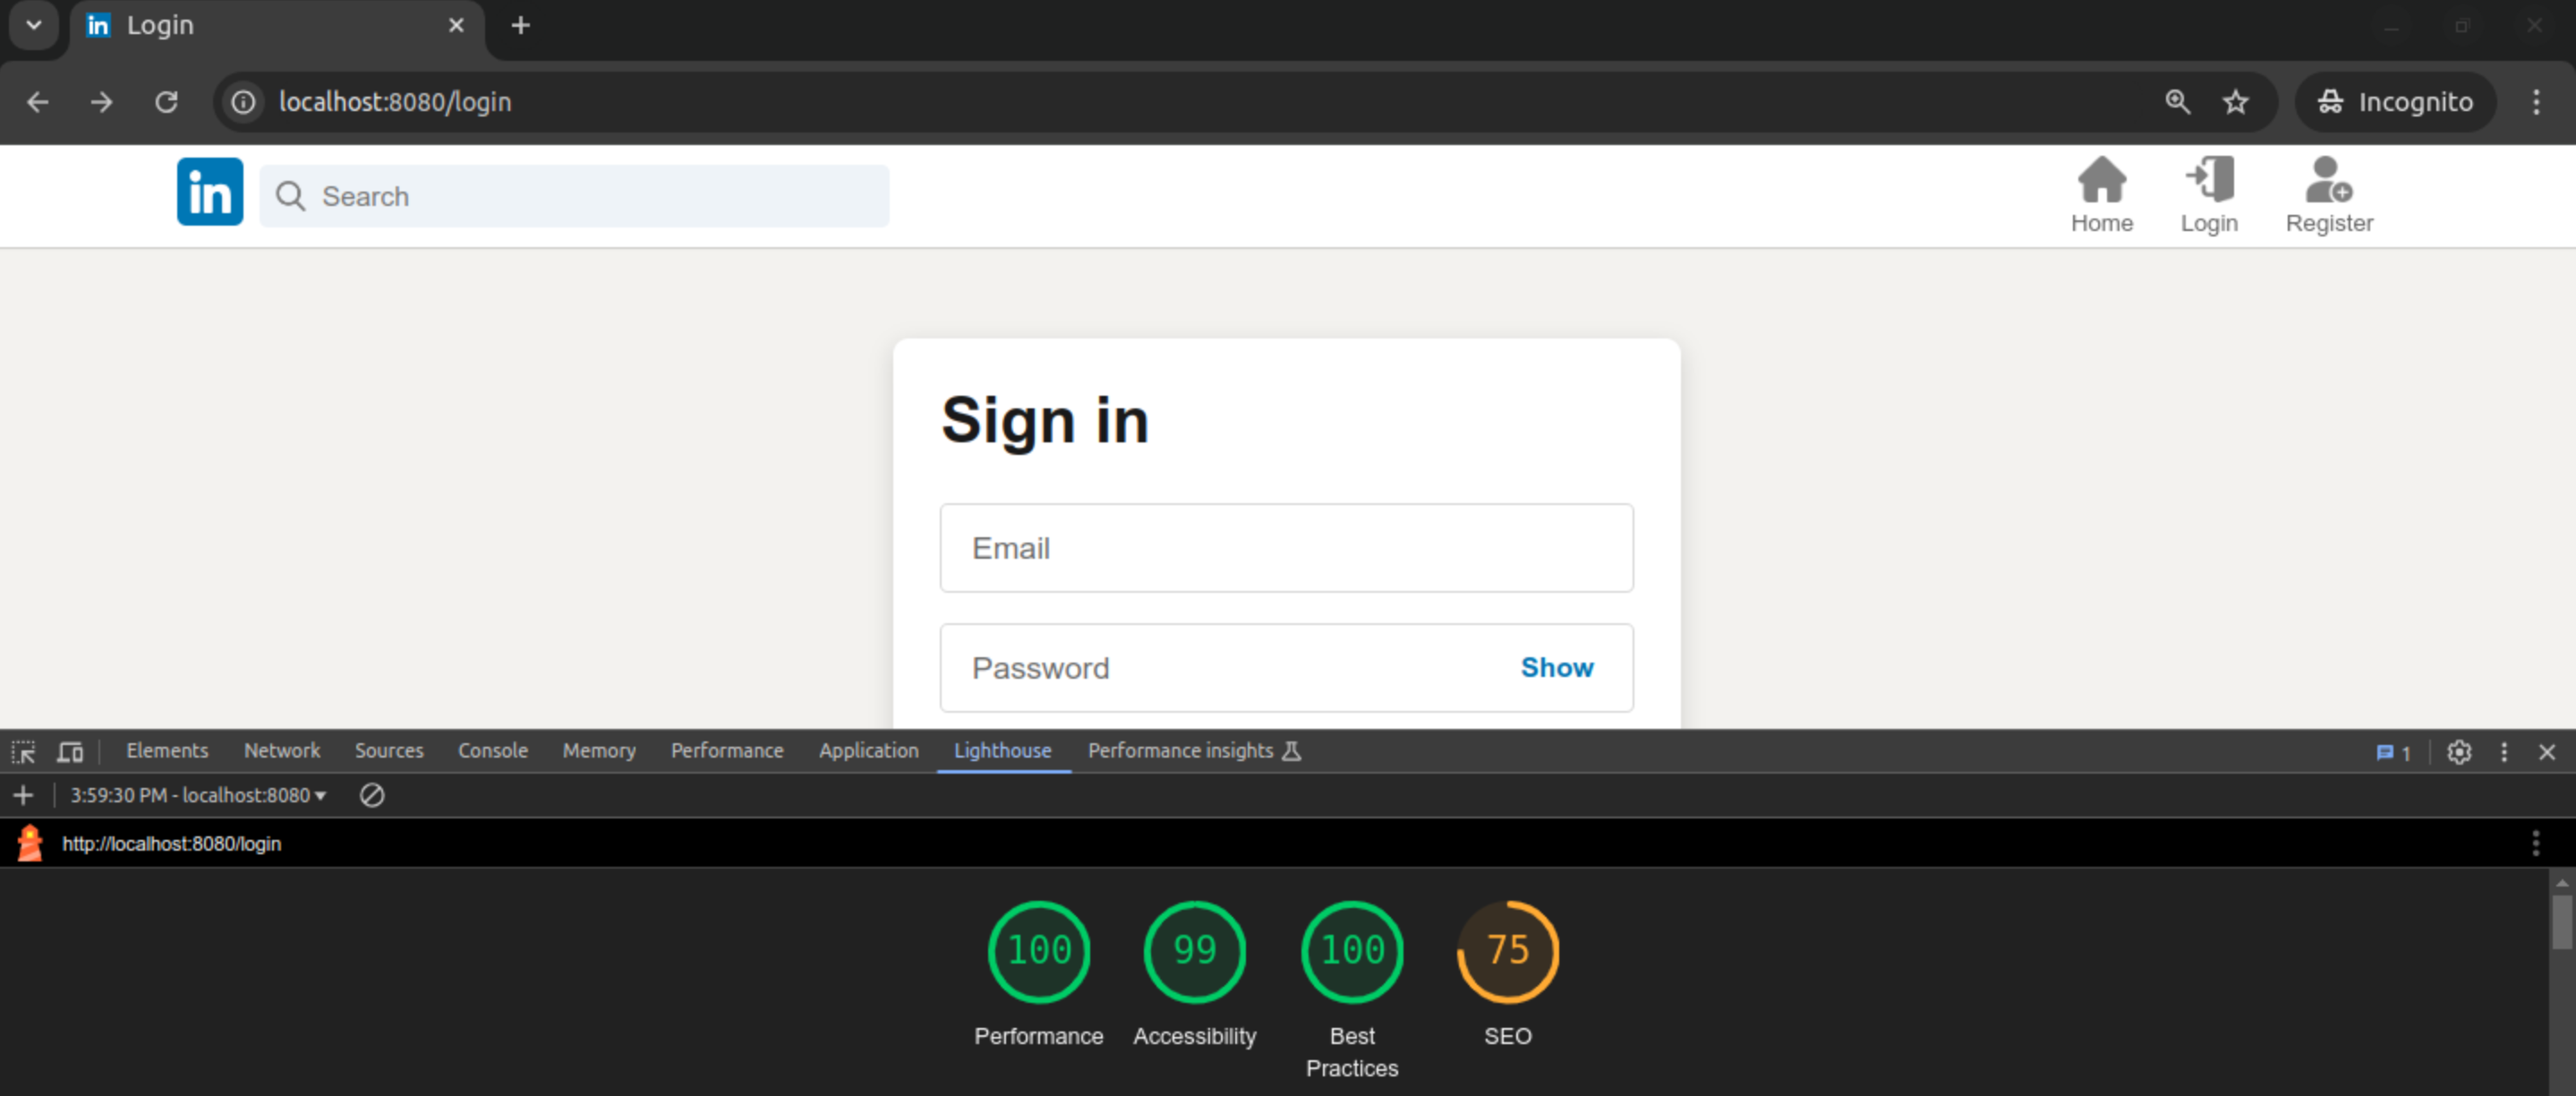 in Login
localhost:8080/login
Incognito
in Search
Home Login Register
Sign in
Email
Password Show
Elements Network Sources Console Memory Performance Application Lighthouse Performance insights 1
3:59:30 PM - localhost:8080
http://localhost:8080/login
100 99 100 75
Performance Accessibility Best Practices SEO